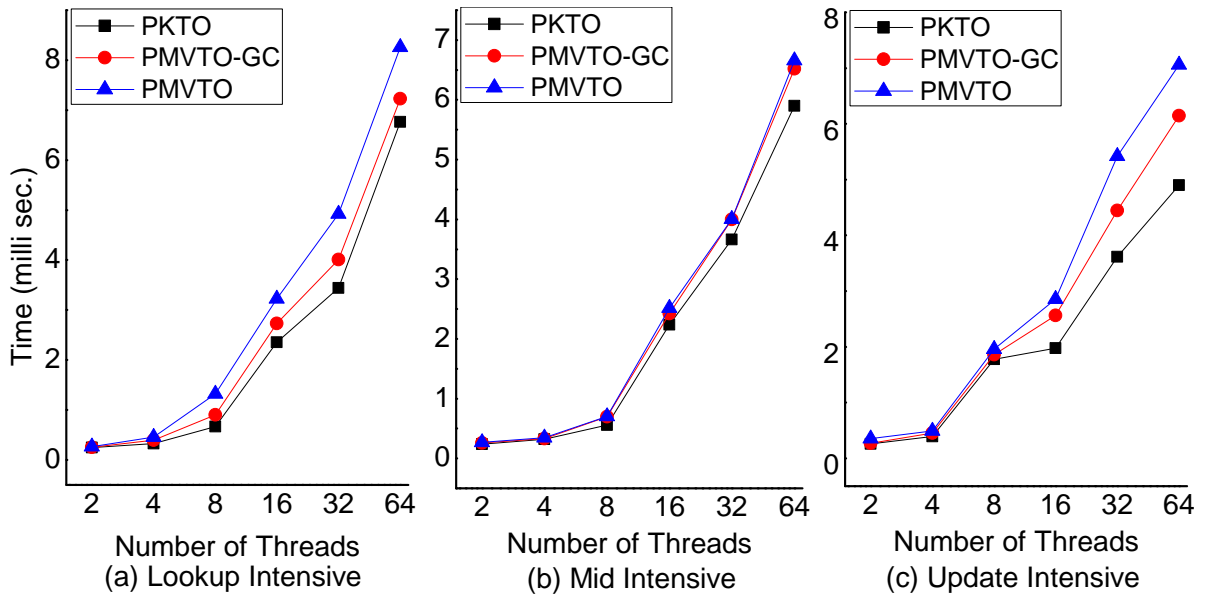 Time (milli sec.)
PKTO
PMVTO-GC
PMVTO
8
6
4
2
0
2 4 8 16 32 64
Number of Threads
(a) Lookup Intensive
PKTO
PMVTO-GC
PMVTO
7
6
5
4
3
2
1
0
2 4 8 16 32 64
Number of Threads
(b) Mid Intensive
PKTO
PMVTO-GC
PMVTO
8
6
4
2
0
2 4 8 16 32 64
Number of Threads
(c) Update Intensive